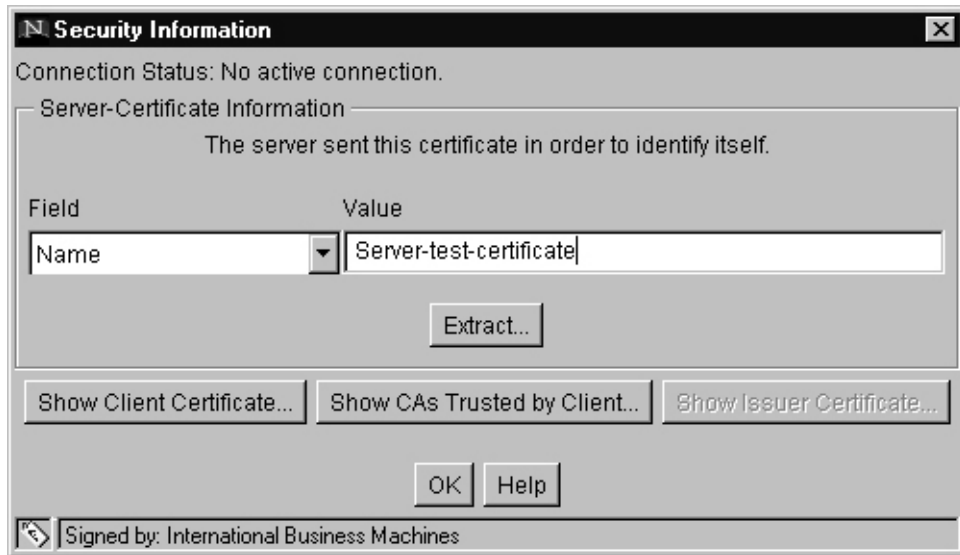 N Security Information
Connection Status: No active connection.
Server-Certificate Information
The server sent this certificate in order to identify itself.
Field Value
Name Server-test-certificate
Extract...
Show Client Certificate... Show CAs Trusted by Client... Show Issuer Certificate...
OK Help
Signed by: International Business Machines